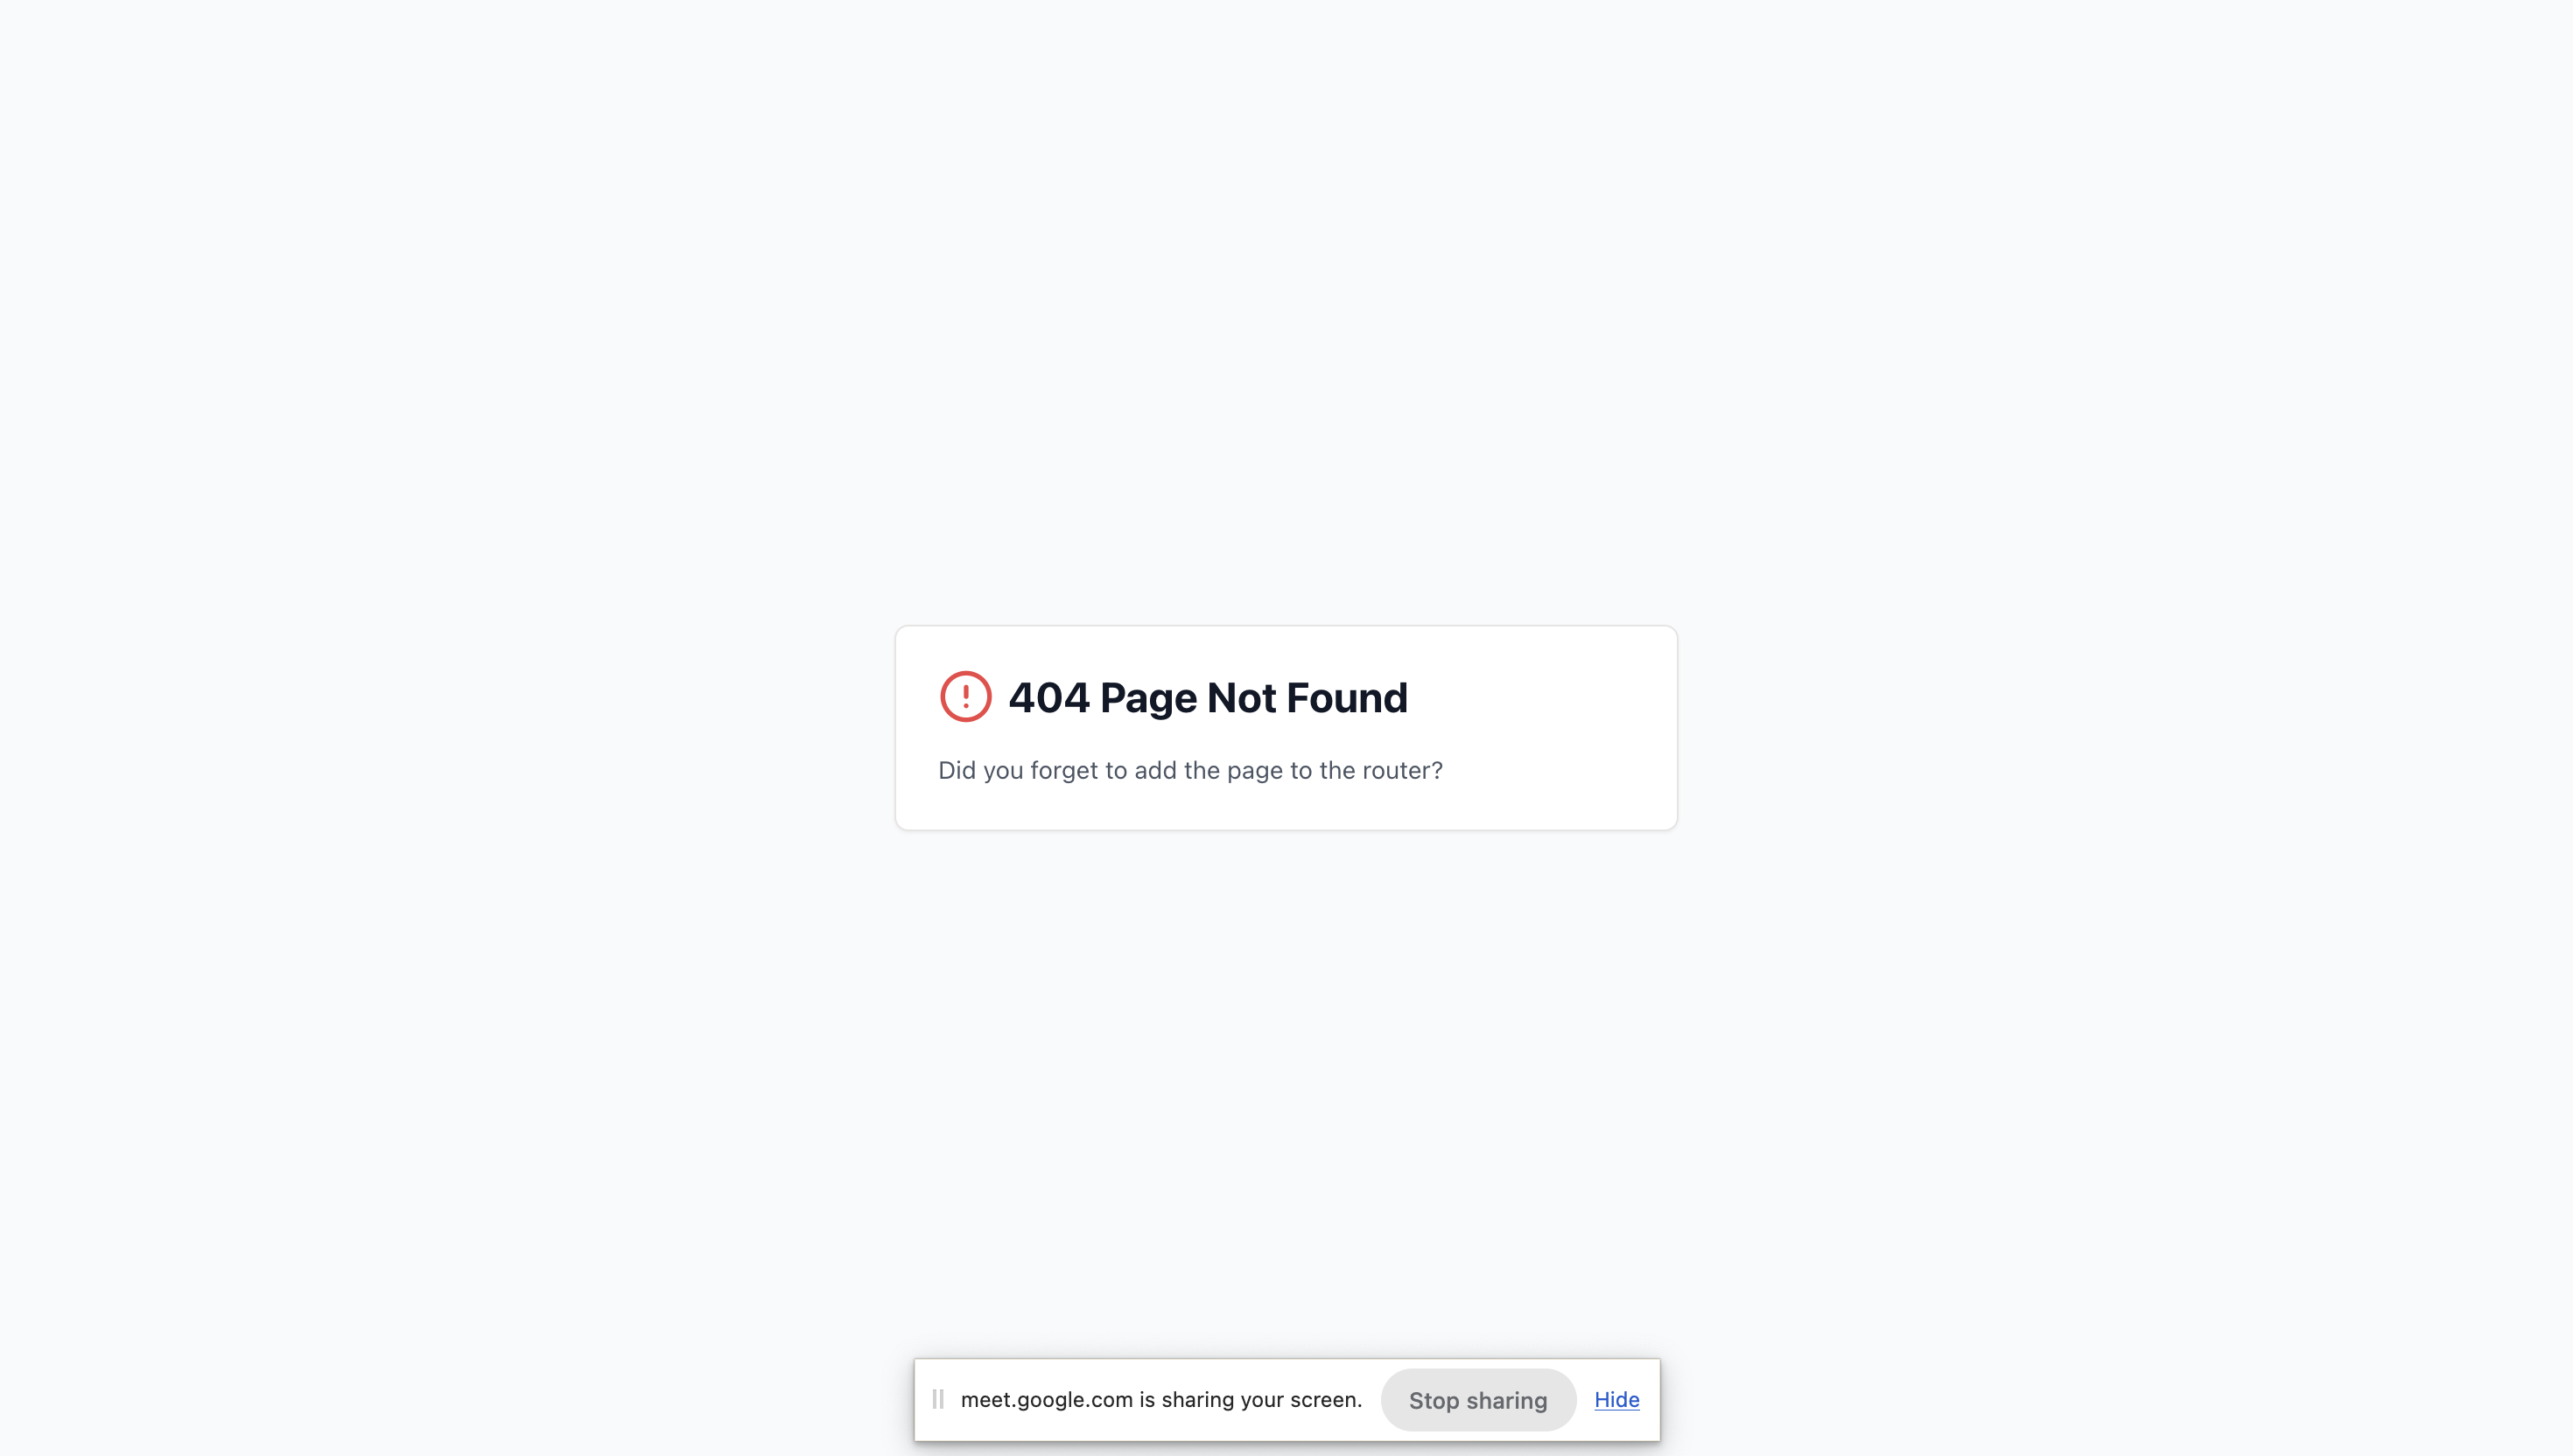 404 Page Not Found
Did you forget to add the page to the router?
meet.google.com is sharing your screen. Stop sharing Hide